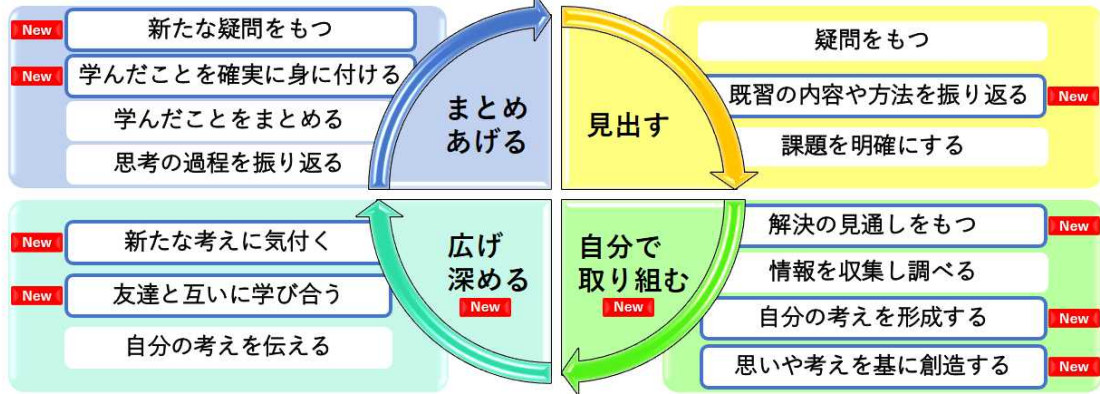 New
新たな疑問をもつ
New
学んだことを確実に身に付ける
学んだことをまとめる
思考の過程を振り返る
まとめ
あげる
見出す
疑問をもつ
既習の内容や方法を振り返る
New
課題を明確にする
New
新たな考えに気付く
New
友達と互いに学び合う
自分の考えを伝える
広げ
深める
New
自分で
取り組む
New
解決の見通しをもつ
New
情報を収集し調べる
自分の考えを形成する
New
思いや考えを基に創造する
New